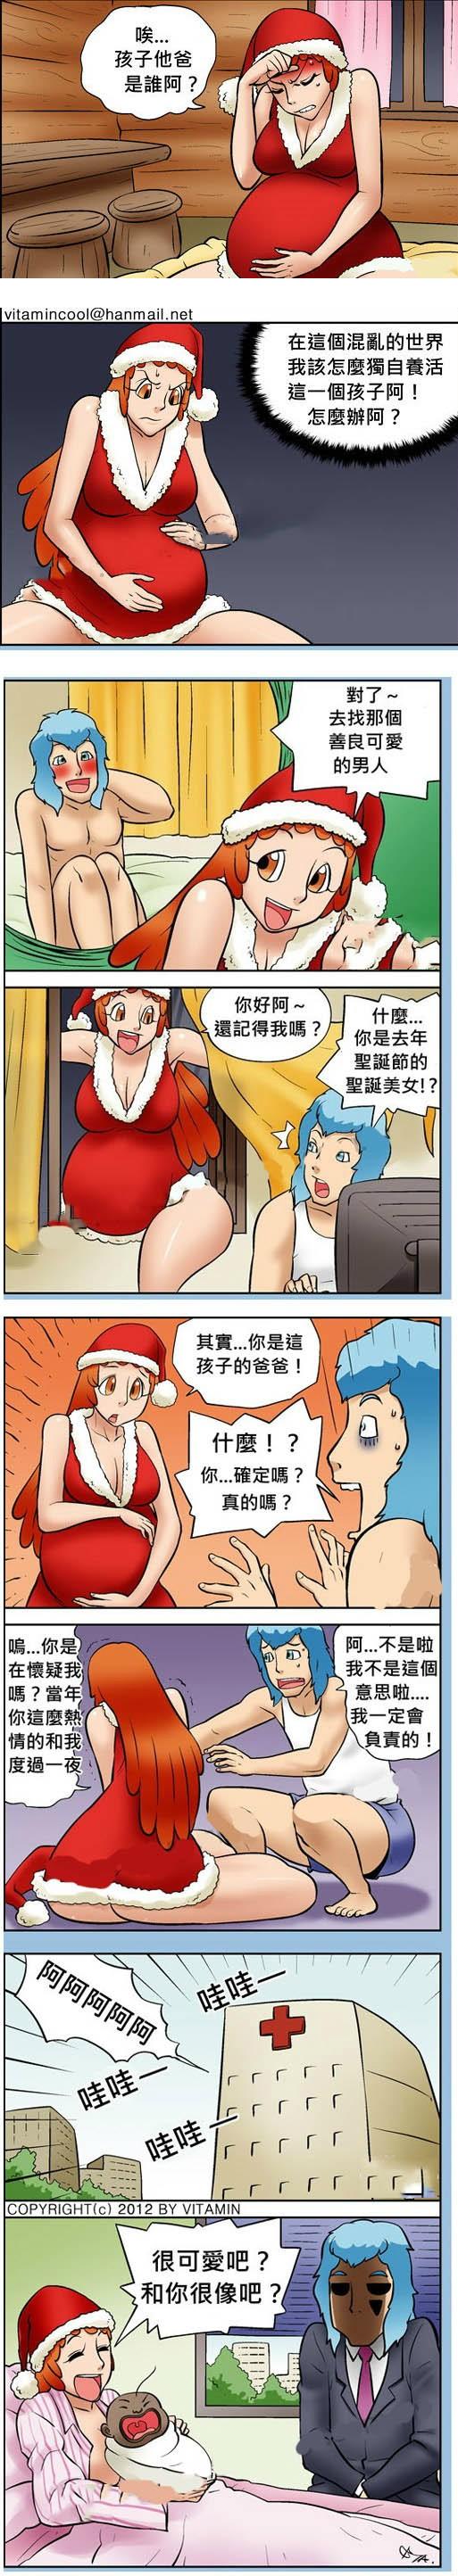 唉...
孩子他爸
是誰阿？
vitamincool@hanmail.net
在這個混亂的世界
我該怎麼獨自養活
這一個孩子阿！
怎麼辦阿？
對了～
去找那個
善良可愛
的男人
你好阿～
還記得我嗎？
什麼...
你是去年
聖誕節的
聖誕美女!?
其實...你是這
孩子的爸爸！
什麼！？
你...確定嗎？
真的嗎？
嗚...你是
在懷疑我
嗎？當年
你這麼熱
情的和我
度過一夜
阿...不是啦
我不是這個
意思啦....
我一定會
負責的！
阿阿阿阿阿
哇哇一
哇哇一
哇哇一
COPYRIGHT(c) 2012 BY VITAMIN
很可愛吧？
和你很像吧？